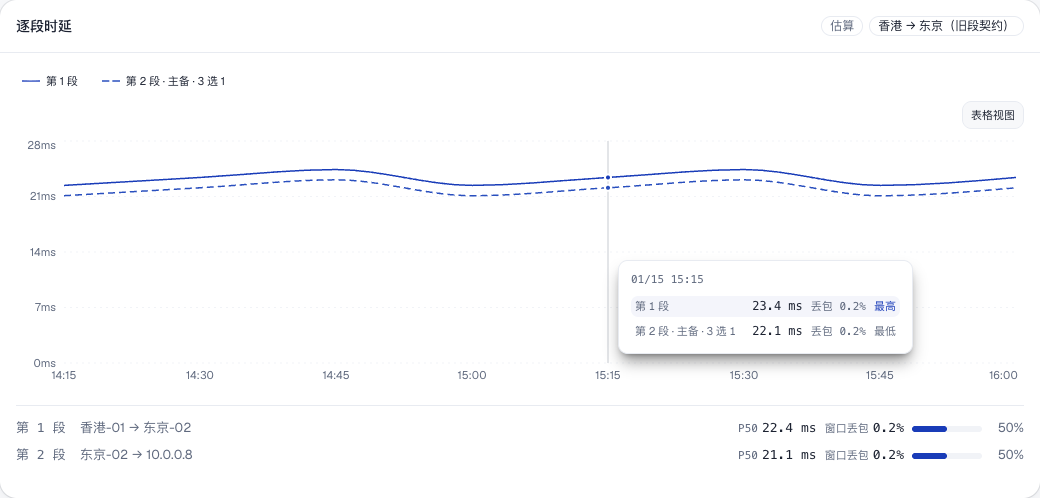 逐段时延
估算 香港 → 东京（旧段契约）
第 1 段 第 2 段 · 主备 · 3 选 1
表格视图
28ms
21ms
14ms
7ms
0ms
01/15 15:15
第 1 段 23.4 ms 丢包 0.2% 最高
第 2 段 · 主备 · 3 选 1 22.1 ms 丢包 0.2% 最低
14:15 14:30 14:45 15:00 15:15 15:30 15:45 16:00
第 1 段 香港-01 → 东京-02 P50 22.4 ms 窗口丢包 0.2% 50%
第 2 段 东京-02 → 10.0.0.8 P50 21.1 ms 窗口丢包 0.2% 50%